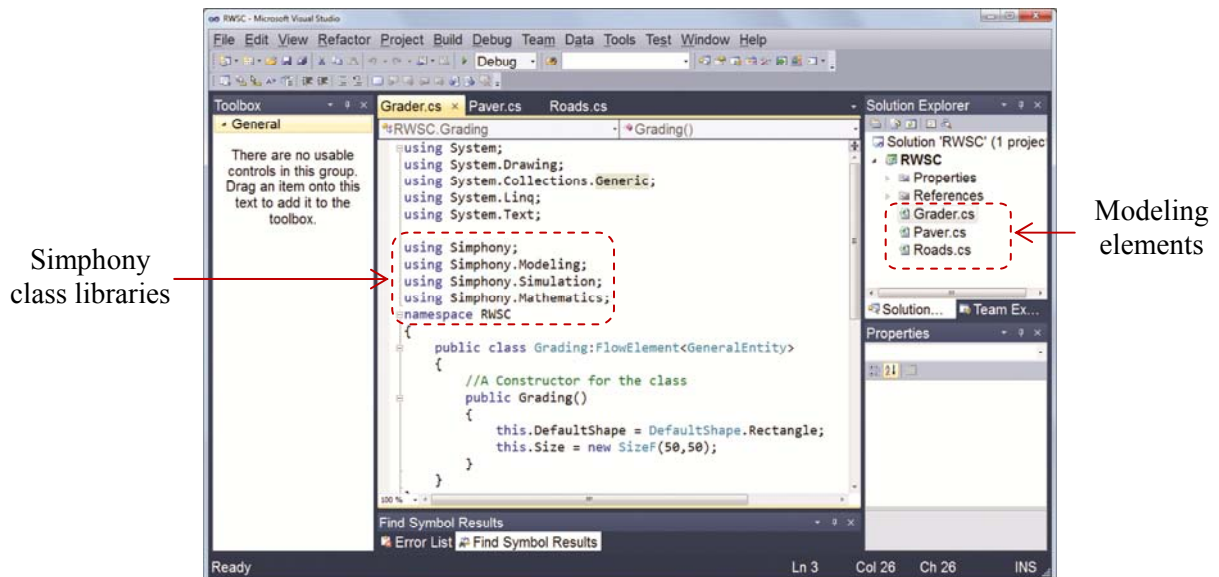 RWSC - Microsoft Visual Studio
File Edit View Refactor Project Build Debug Team Data Tools Test Window Help
Debug
Toolbox
General
There are no usable
controls in this group.
Drag an item onto this
text to add it to the
toolbox.
Grader.cs × Paver.cs Roads.cs
RWSC.Grading Grading()
using System;
using System.Drawing;
using System.Collections.Generic;
using System.Linq;
using System.Text;
using Simphony;
using Simphony.Modeling;
using Simphony.Simulation;
using Simphony.Mathematics;
namespace RWSC
{
public class Grading:FlowElement<GeneralEntity>
{
//A Constructor for the class
public Grading()
{
this.DefaultShape = DefaultShape.Rectangle;
this.Size = new SizeF(50,50);
}
}
100 %
Find Symbol Results
Error List Find Symbol Results
Solution Explorer
Solution 'RWSC' (1 projec
RWSC
Properties
References
Grader.cs
Paver.cs
Roads.cs
Solution... Team Ex...
Properties
Ready Ln 3 Col 26 Ch 26 INS
Simphony
class libraries
Modeling
elements